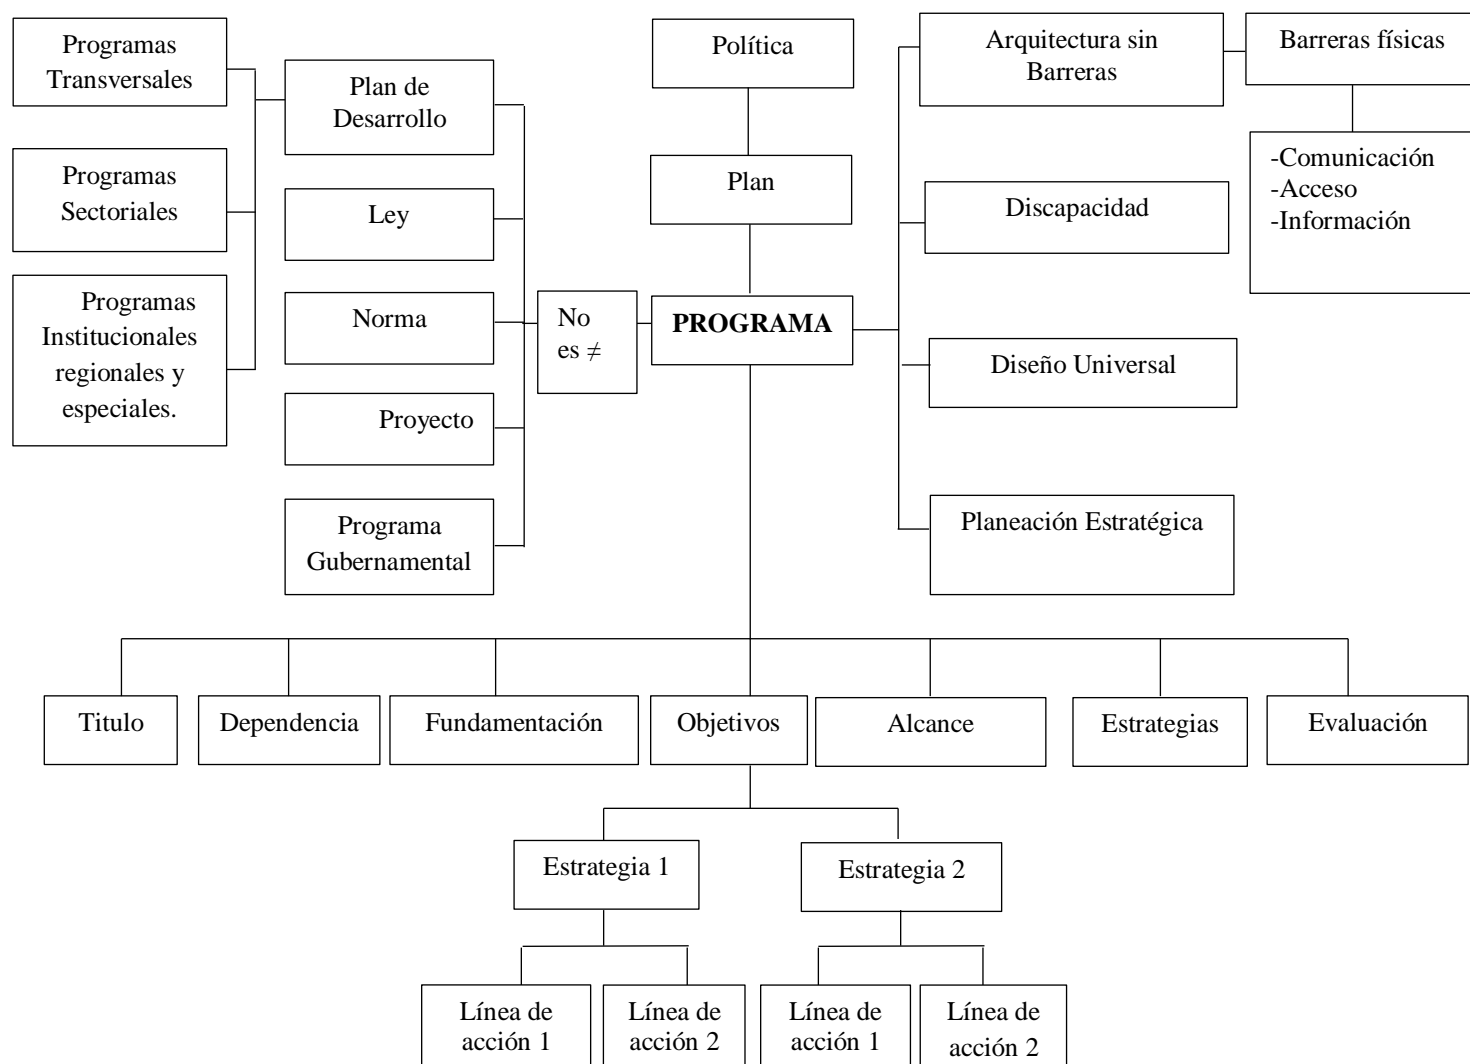 Programas
Transversales
Programas
Sectoriales
Programas
Institucionales
regionales y
especiales.
Plan de
Desarrollo
Ley
Norma
Proyecto
Programa
Gubernamental
No
es ≠
Política
Plan
PROGRAMA
Arquitectura sin
Barreras
Barreras físicas
-Comunicación
-Acceso
-Información
Discapacidad
Diseño Universal
Planeación Estratégica
Titulo
Dependencia
Fundamentación
Objetivos
Alcance
Estrategias
Evaluación
Estrategia 1
Estrategia 2
Línea de
acción 1
Línea de
acción 2
Línea de
acción 1
Línea de
acción 2